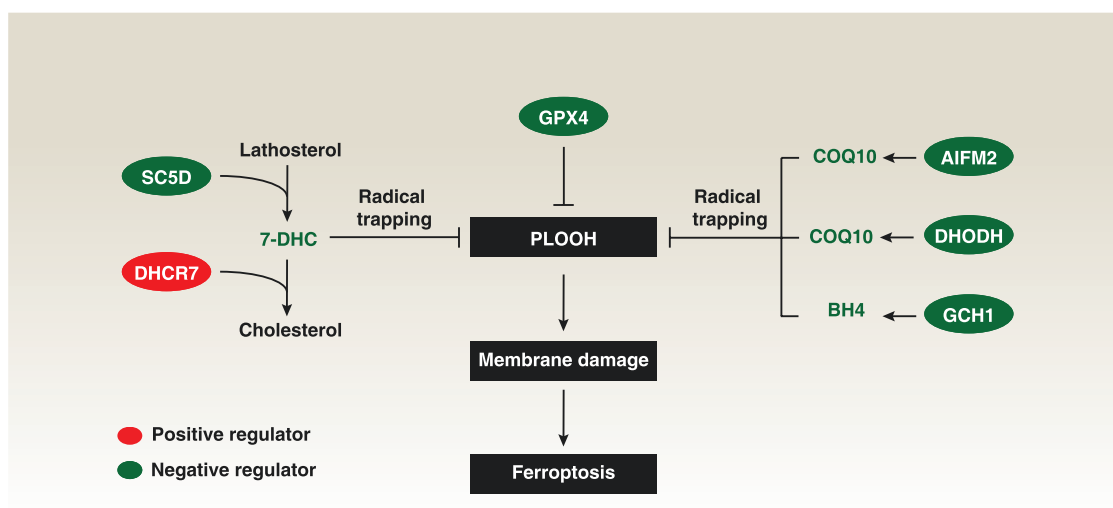 GPX4
Lathosterol
SC5D
Radical
trapping
7-DHC
PLOOH
DHCR7
Cholesterol
Radical
trapping
COQ10
AIFM2
COQ10
DHODH
BH4
GCH1
Membrane damage
Ferroptosis
Positive regulator
Negative regulator